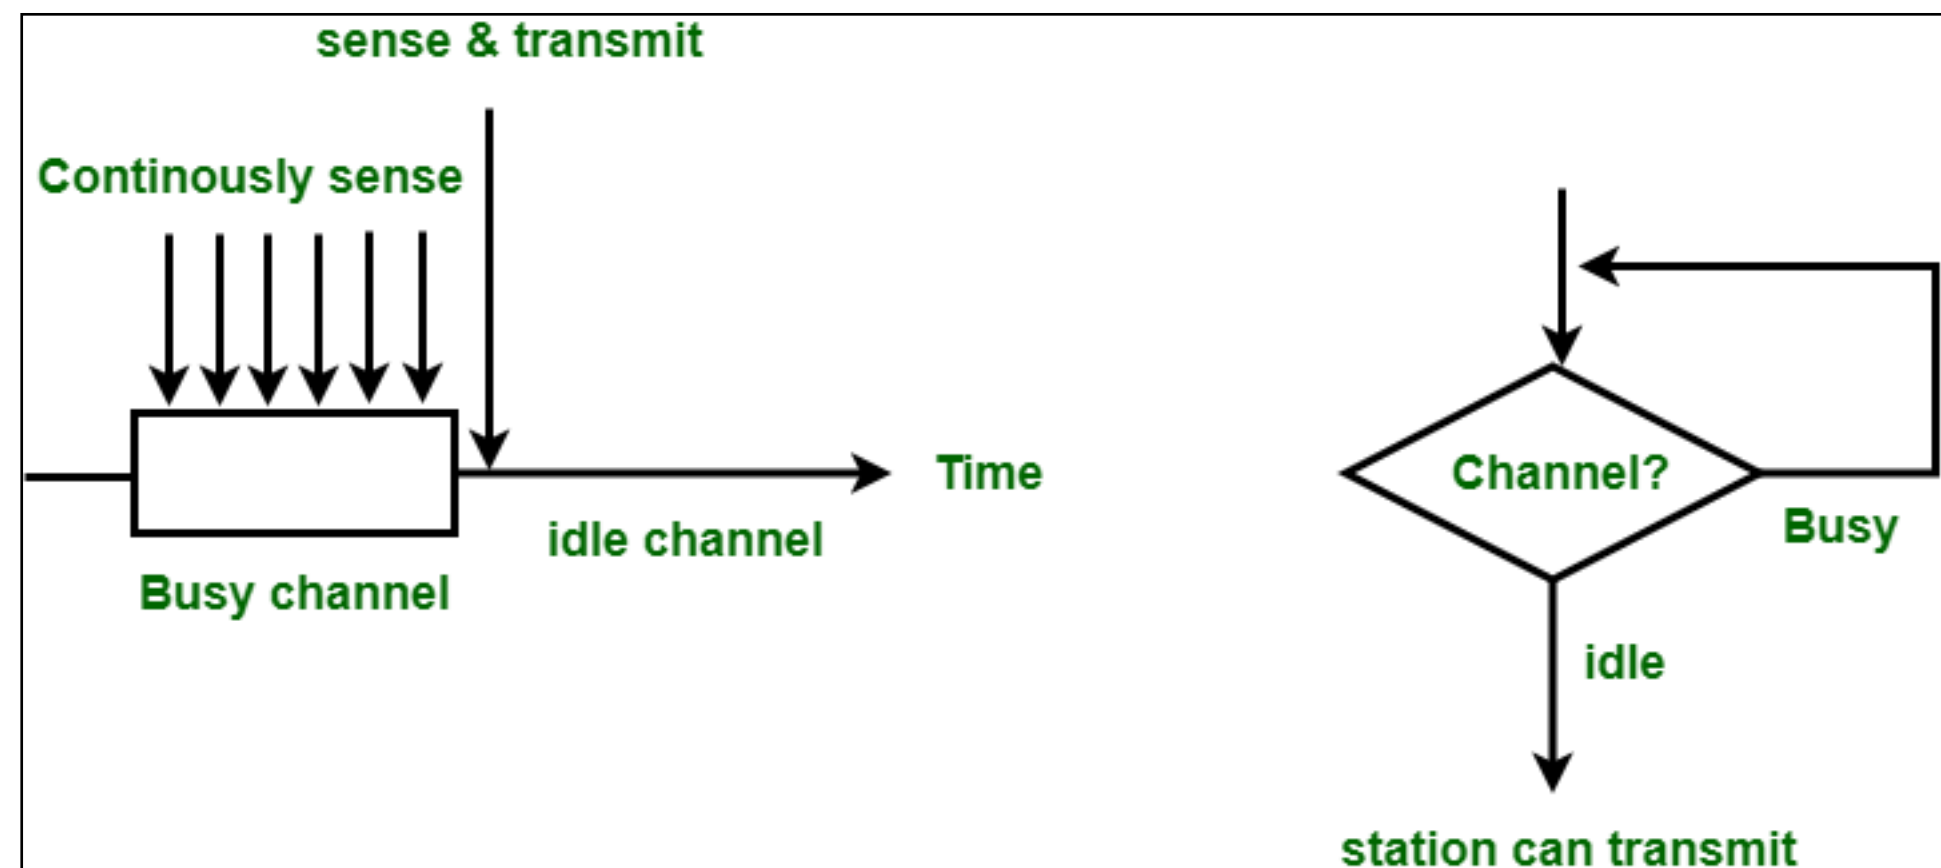 sense & transmit
Continously sense
Time
idle channel
Busy channel
Channel?
Busy
idle
station can transmit